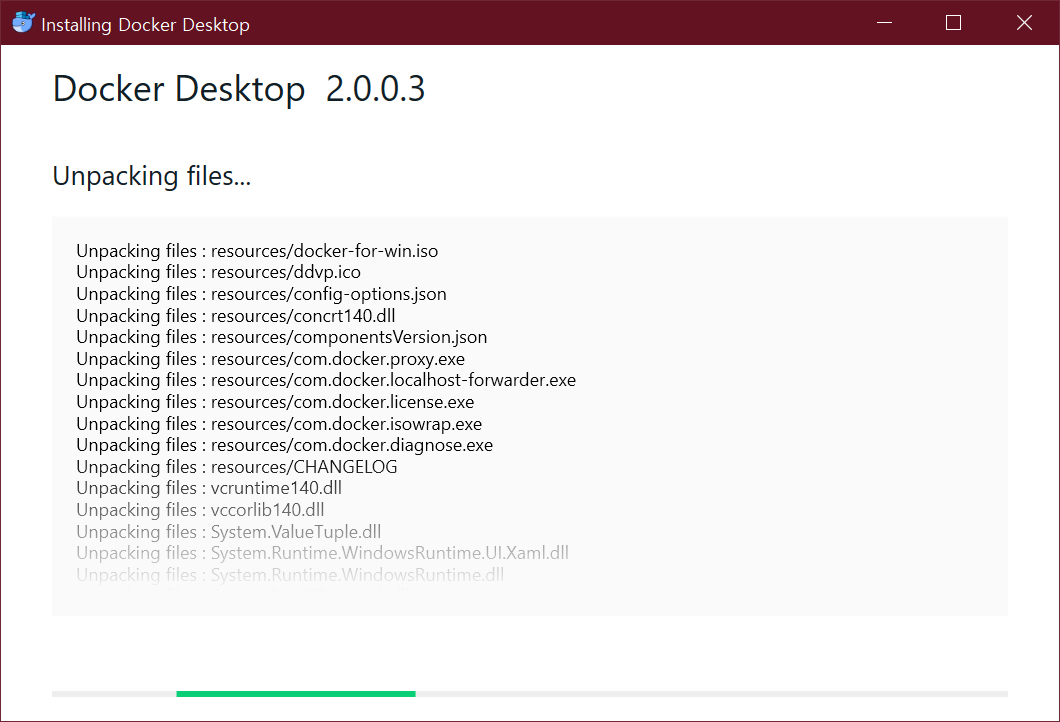 Installing Docker Desktop
Docker Desktop 2.0.0.3
Unpacking files...
Unpacking files : resources/docker-for-win.iso
Unpacking files : resources/ddvp.ico
Unpacking files : resources/config-options.json
Unpacking files : resources/concrt140.dll
Unpacking files : resources/componentsVersion.json
Unpacking files : resources/com.docker.proxy.exe
Unpacking files : resources/com.docker.localhost-forwarder.exe
Unpacking files : resources/com.docker.license.exe
Unpacking files : resources/com.docker.isowrap.exe
Unpacking files : resources/com.docker.diagnose.exe
Unpacking files : resources/CHANGELOG
Unpacking files : vcruntime140.dll
Unpacking files : vccorlib140.dll
Unpacking files : System.ValueTuple.dll
Unpacking files : System.Runtime.WindowsRuntime.UI.Xaml.dll
Unpacking files : System.Runtime.WindowsRuntime.dll